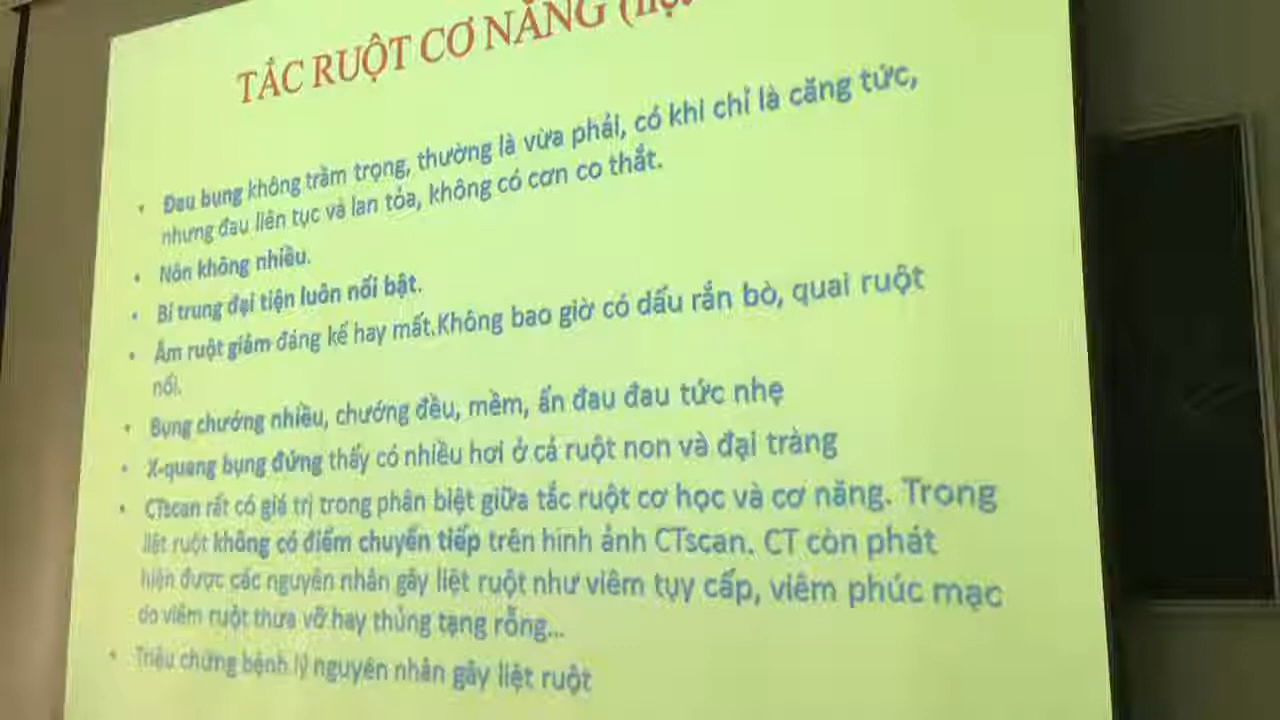 TẮC RUỘT CƠ NĂNG
• Đau bụng không trầm trọng, thường là vừa phải, có khi chỉ là căng tức,
nhưng đau liên tục và lan tỏa, không có cơn co thắt.
• Nôn không nhiều.
• Bí trung đại tiện luôn nổi bật.
• Âm ruột giảm đáng kể hay mất.Không bao giờ có dấu rắn bò, quai ruột
nổi.
• Bụng chướng nhiều, chướng đều, mềm, ấn đau đau tức nhẹ
• X-quang bụng đứng thấy có nhiều hơi ở cả ruột non và đại tràng
• CTscan rất có giá trị trong phân biệt giữa tắc ruột cơ học và cơ năng. Trong
liệt ruột không có điểm chuyển tiếp trên hình ảnh CTscan. CT còn phát
hiện được các nguyên nhân gây liệt ruột như viêm tụy cấp, viêm phúc mạc
do viêm ruột thừa vỡ hay thủng tạng rỗng...
• Triệu chứng bệnh lý nguyên nhân gây liệt ruột